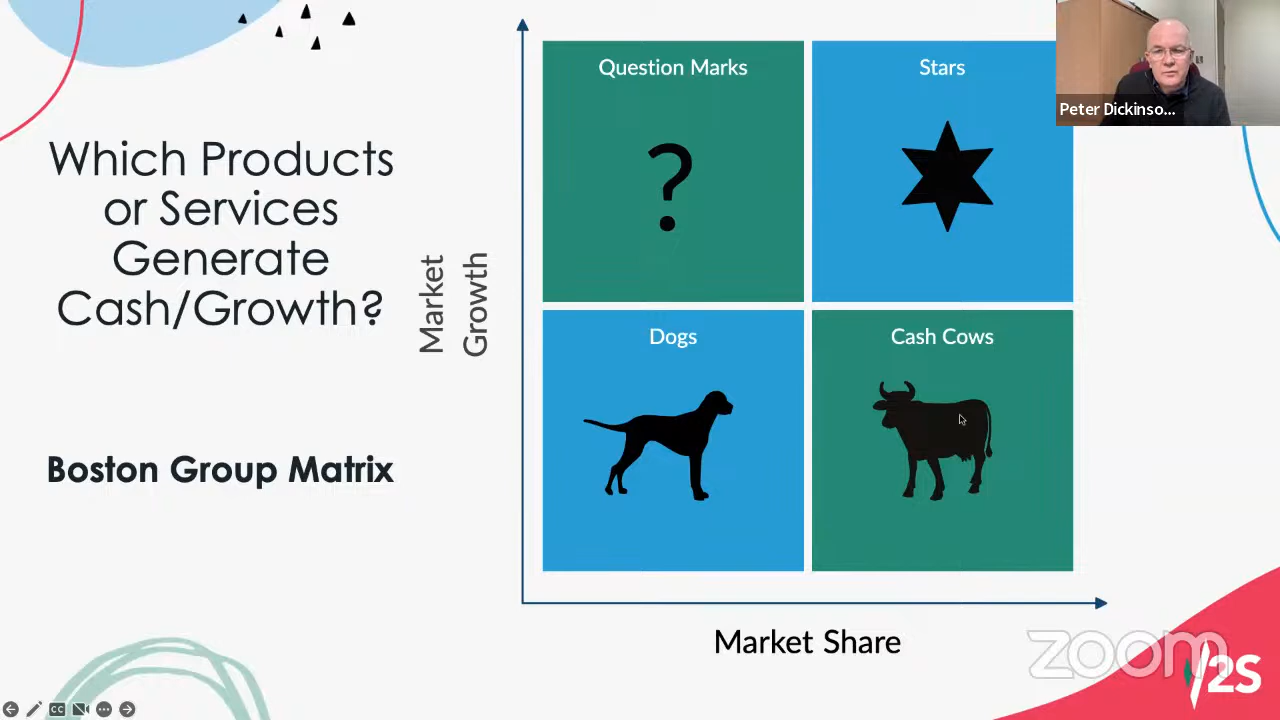 Which Products
or Services
Generate
Cash/Growth?
Boston Group Matrix
Market
Growth
Question Marks
Stars
Dogs
Cash Cows
Market Share
Peter Dickinso...
zoom
/2S
CC